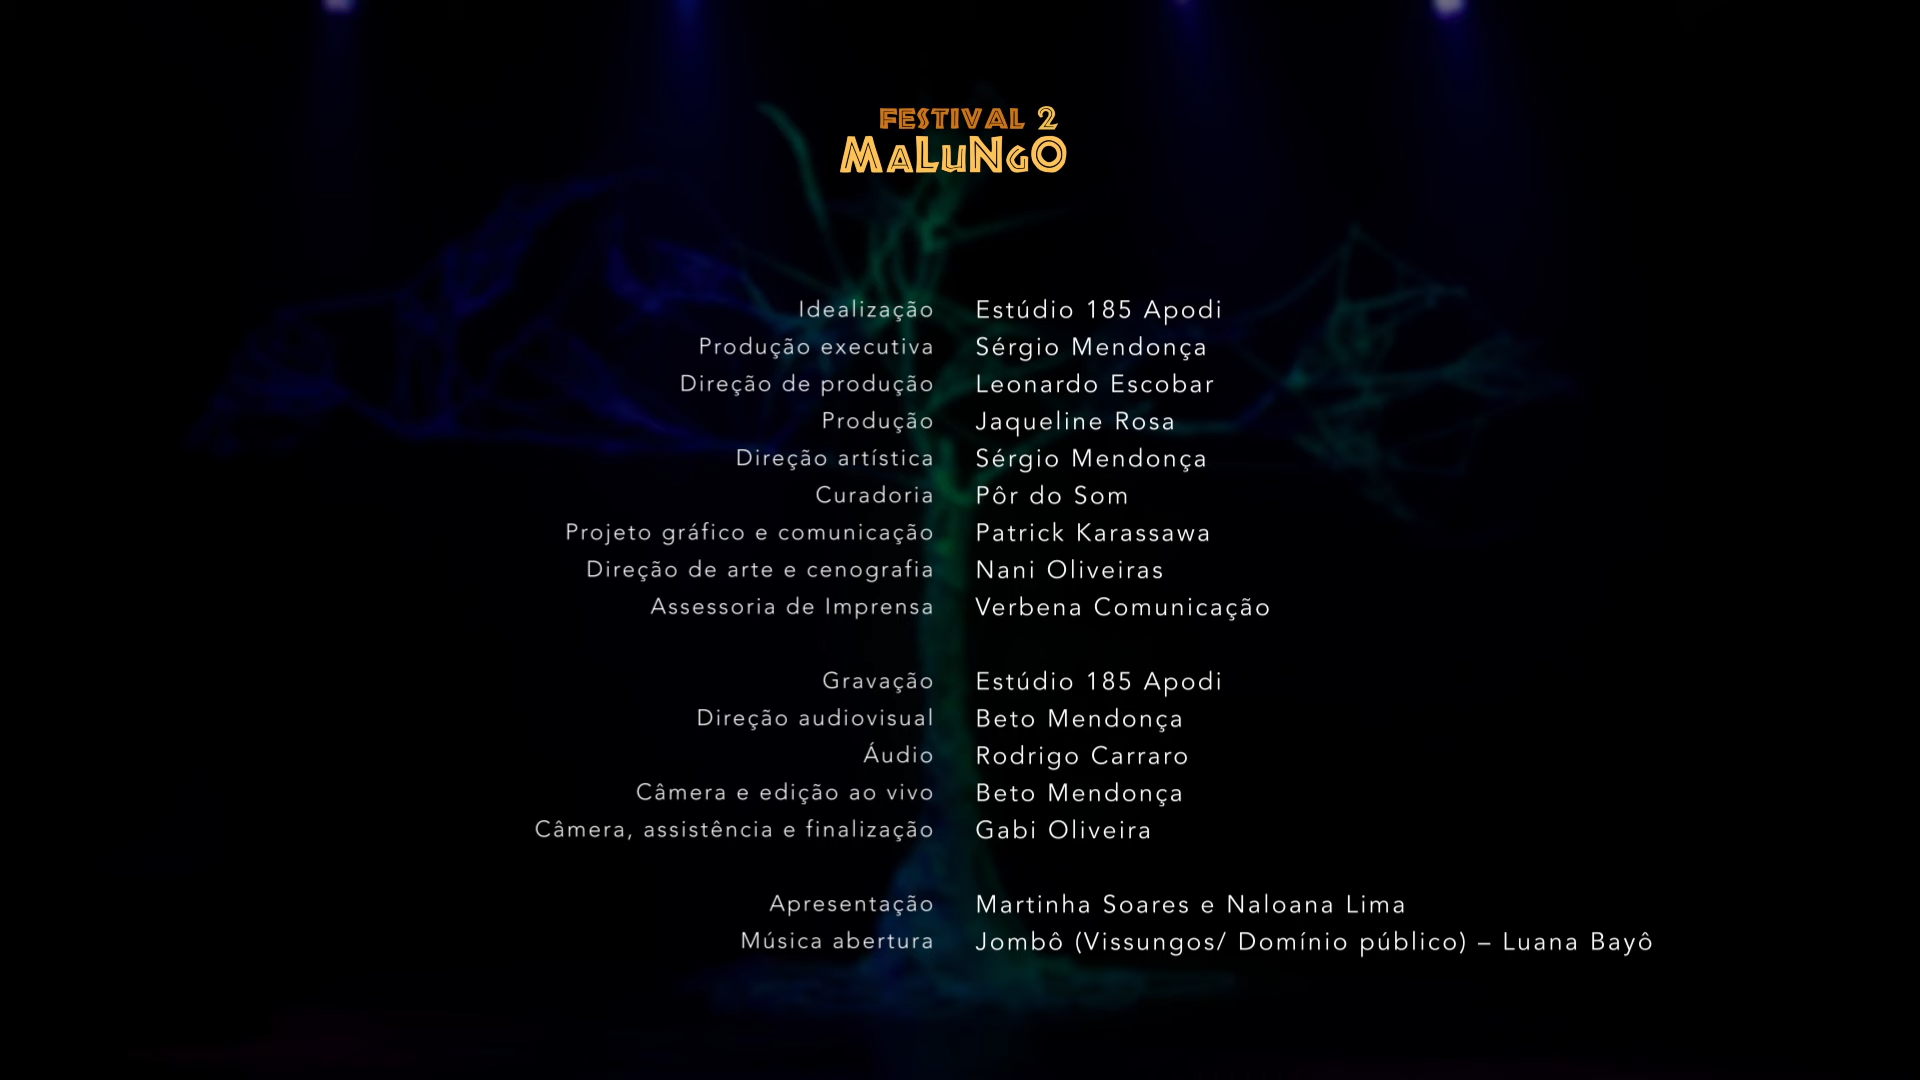 FESTIVAL 2
MaLuNgO
Idealização Estúdio 185 Apodi
Produção executiva Sérgio Mendonça
Direção de produção Leonardo Escobar
Produção Jaqueline Rosa
Direção artística Sérgio Mendonça
Curadoria Pôr do Som
Projeto gráfico e comunicação Patrick Karassawa
Direção de arte e cenografia Nani Oliveiras
Assessoria de Imprensa Verbena Comunicação
Gravação Estúdio 185 Apodi
Direção audiovisual Beto Mendonça
Áudio Rodrigo Carraro
Câmera e edição ao vivo Beto Mendonça
Câmera, assistência e finalização Gabi Oliveira
Apresentação Martinha Soares e Naloana Lima
Música abertura Jombô (Vissungos/ Domínio público) – Luana Bayô